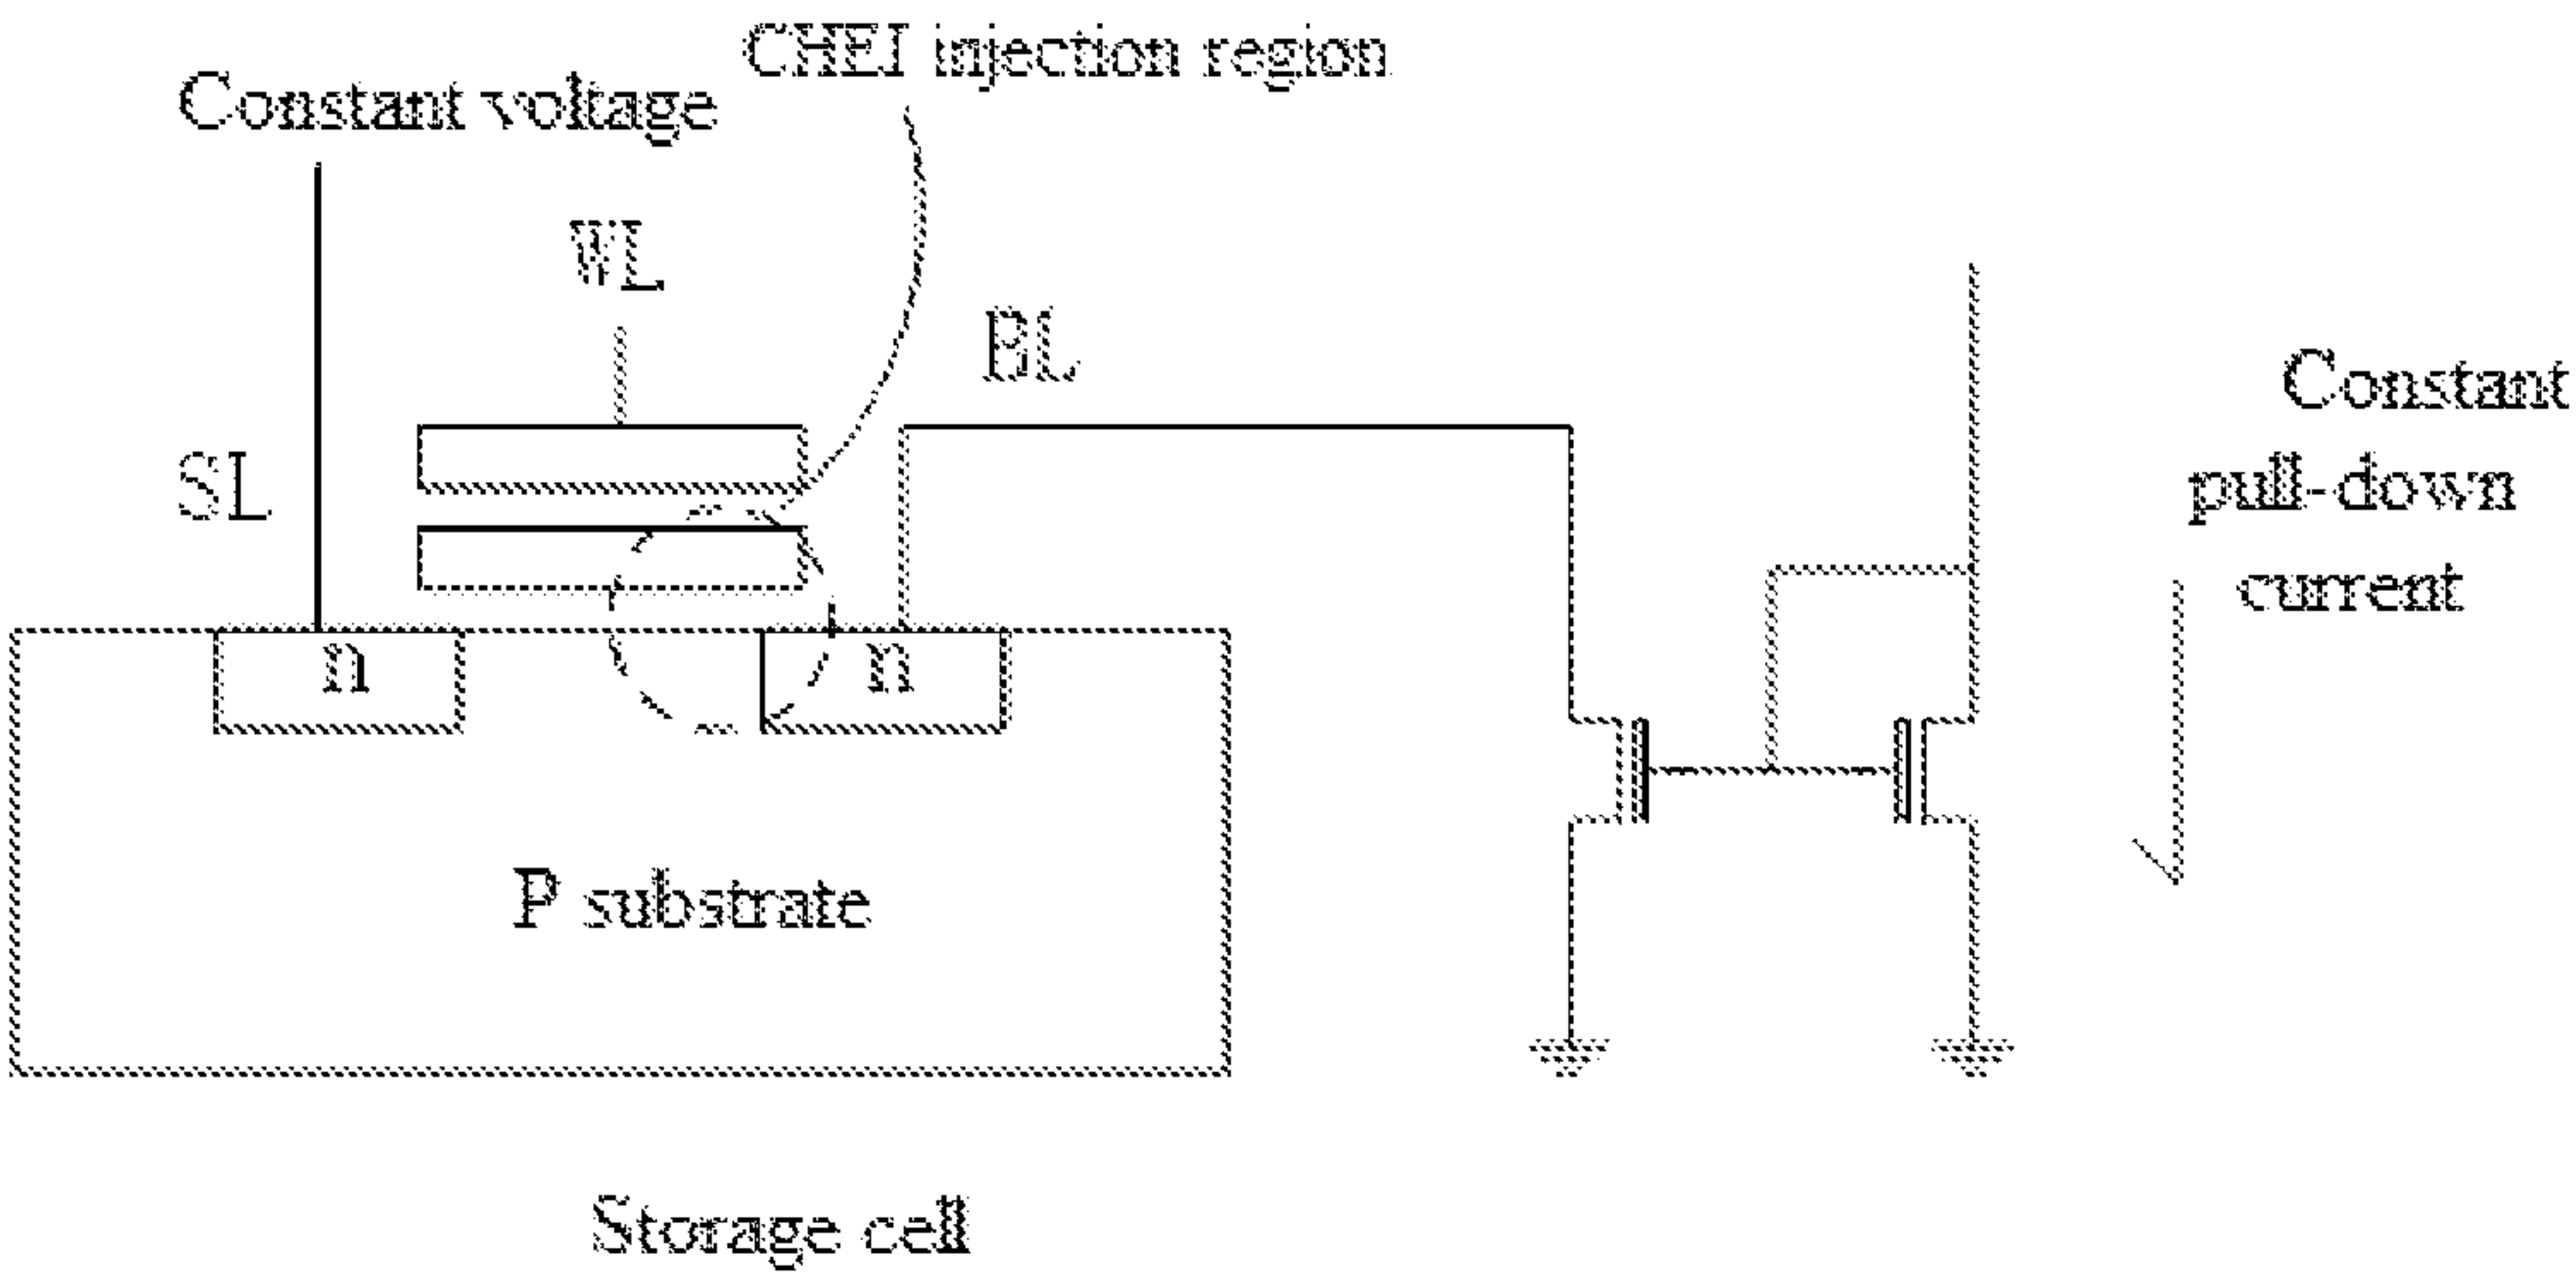 CHEI injection region
Constant voltage
WL
BL
SL
Constant
pull-down
current
n
n
P substrate
Storage cell